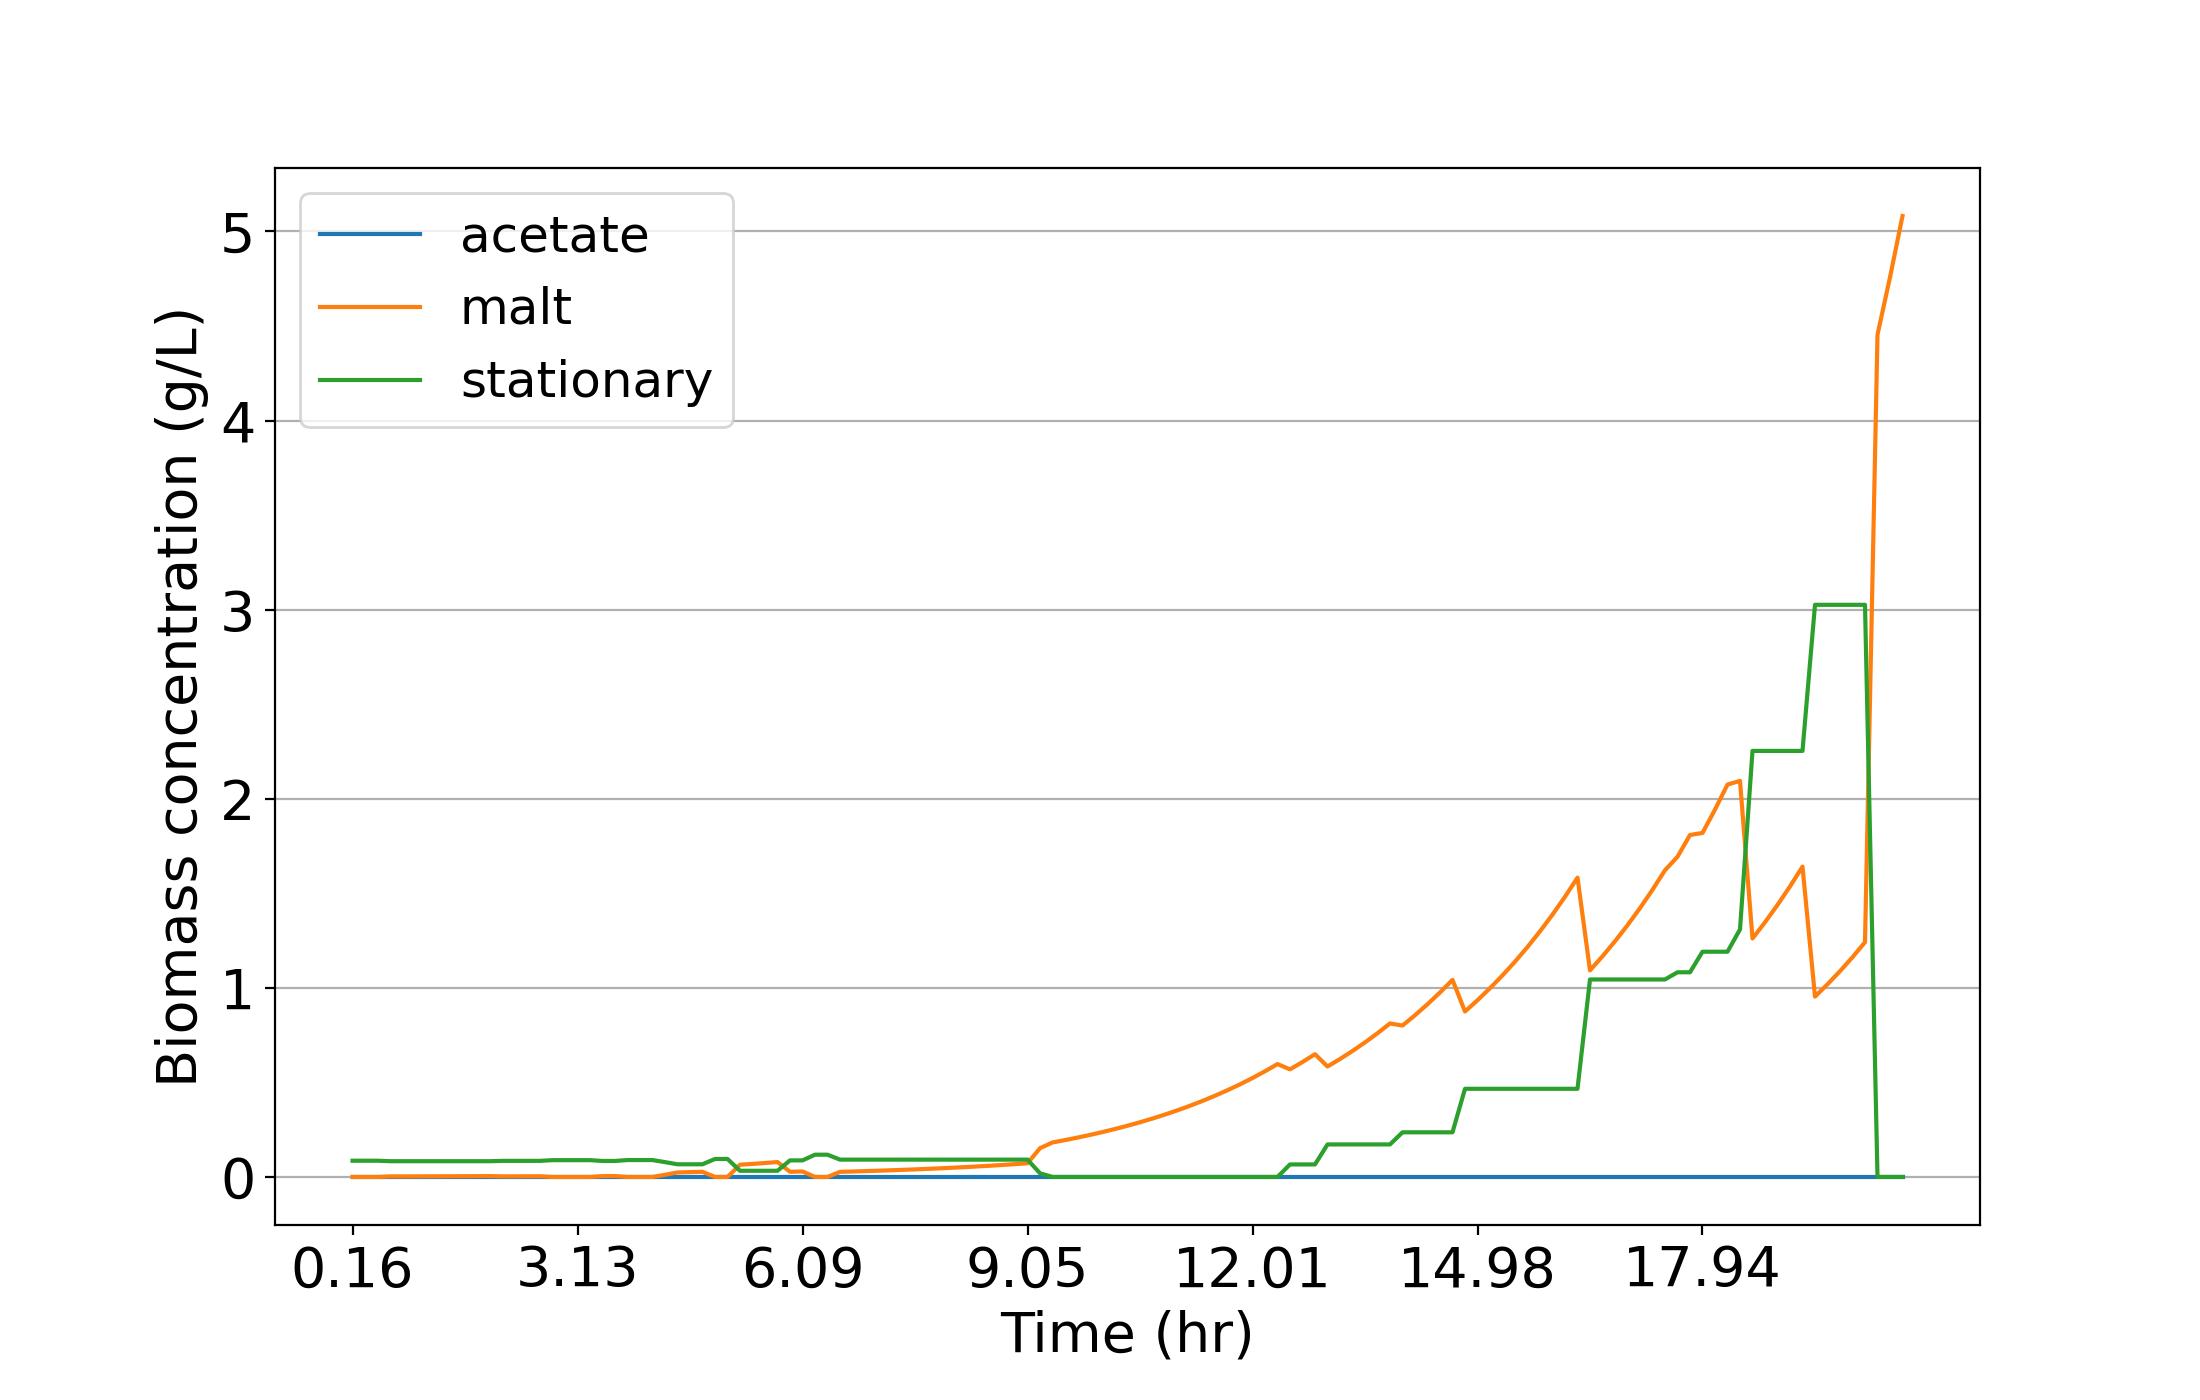 acetate
malt
stationary
5
4
3
2
1
0
Biomass concentration (g/L)
0.16 3.13 6.09 9.05 12.01 14.98 17.94
Time (hr)